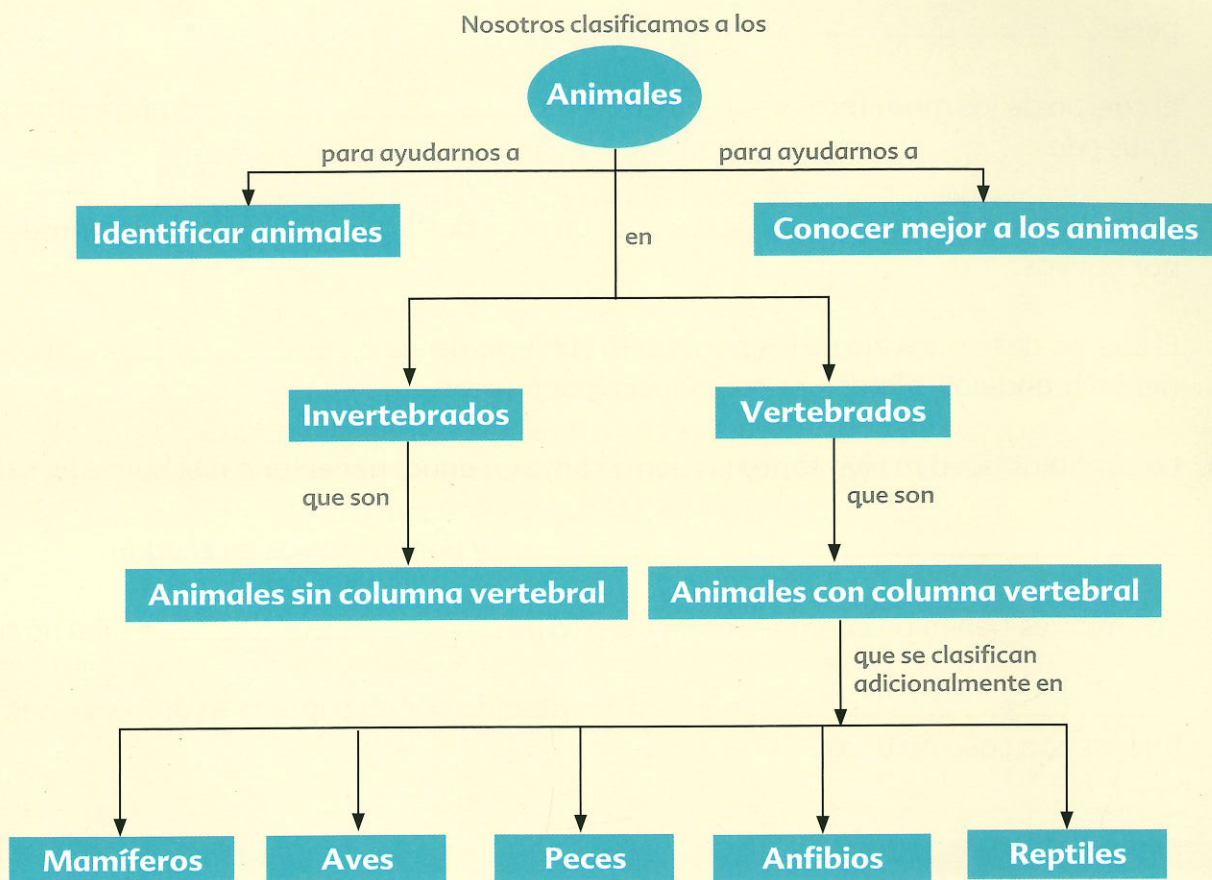 Nosotros clasificamos a los
Animales
para ayudarnos a
para ayudarnos a
Identificar animales
en
Conocer mejor a los animales
Invertebrados
Vertebrados
que son
que son
Animales sin columna vertebral
Animales con columna vertebral
que se clasifican
adicionalmente en
Mamíferos
Aves
Peces
Anfibios
Reptiles